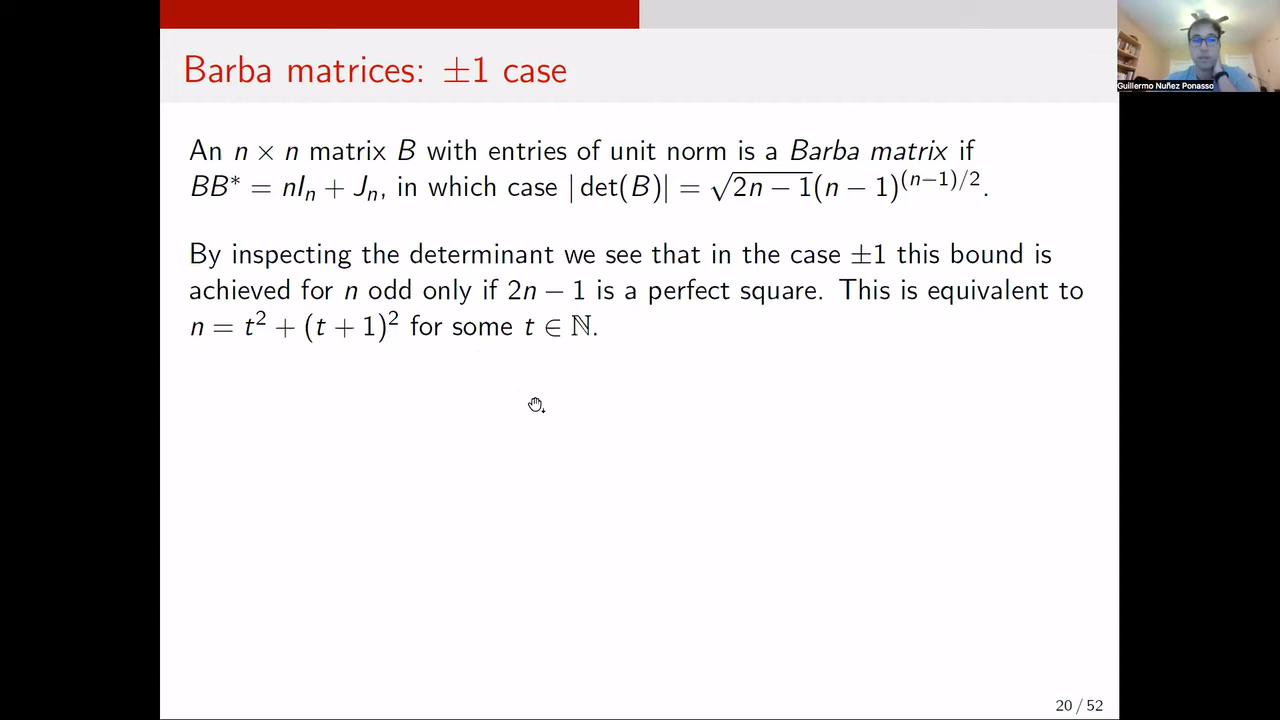 Barba matrices: ±1 case
Guillermo Nuñez Ponasso
An n × n matrix B with entries of unit norm is a Barba matrix if
BB* = nIₙ + Jₙ, in which case |det(B)| = √(2n − 1)(n − 1)^{(n−1)/2}.
By inspecting the determinant we see that in the case ±1 this bound is
achieved for n odd only if 2n − 1 is a perfect square. This is equivalent to
n = t² + (t + 1)² for some t ∈ ℕ.
20 / 52